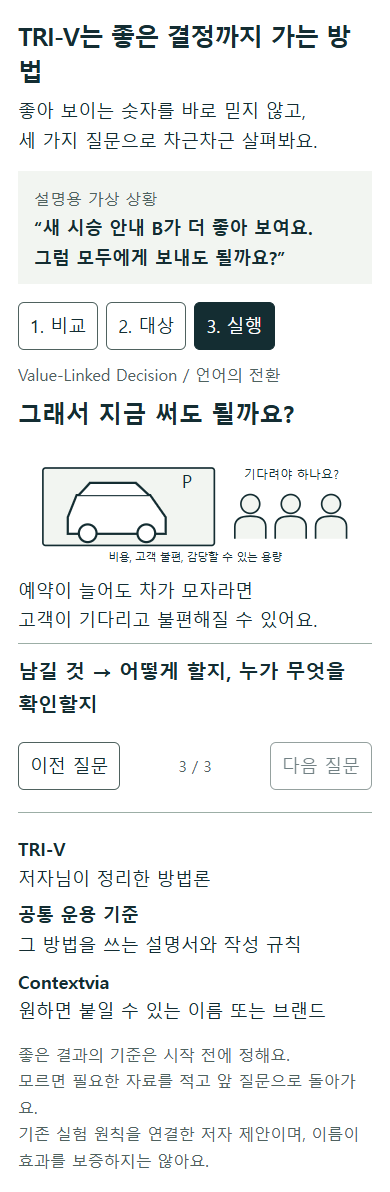 TRI-V는 좋은 결정까지 가는 방
법
좋아 보이는 숫자를 바로 믿지 않고,
세 가지 질문으로 차근차근 살펴봐요.
설명용 가상 상황
“새 시승 안내 B가 더 좋아 보여요.
그럼 모두에게 보내도 될까요?”
1. 비교
2. 대상
3. 실행
Value-Linked Decision / 언어의 전환
그래서 지금 써도 될까요?
P
기다려야 하나요?
비용, 고객 불편, 감당할 수 있는 용량
예약이 늘어도 차가 모자라면
고객이 기다리고 불편해질 수 있어요.
남길 것 → 어떻게 할지, 누가 무엇을
확인할지
이전 질문
3 / 3
다음 질문
TRI-V
저자님이 정리한 방법론
공통 운용 기준
그 방법을 쓰는 설명서와 작성 규칙
Contextvia
원하면 붙일 수 있는 이름 또는 브랜드
좋은 결과의 기준은 시작 전에 정해요.
모르면 필요한 자료를 적고 앞 질문으로 돌아가
요.
기존 실험 원칙을 연결한 저자 제안이며, 이름이
효과를 보증하지는 않아요.